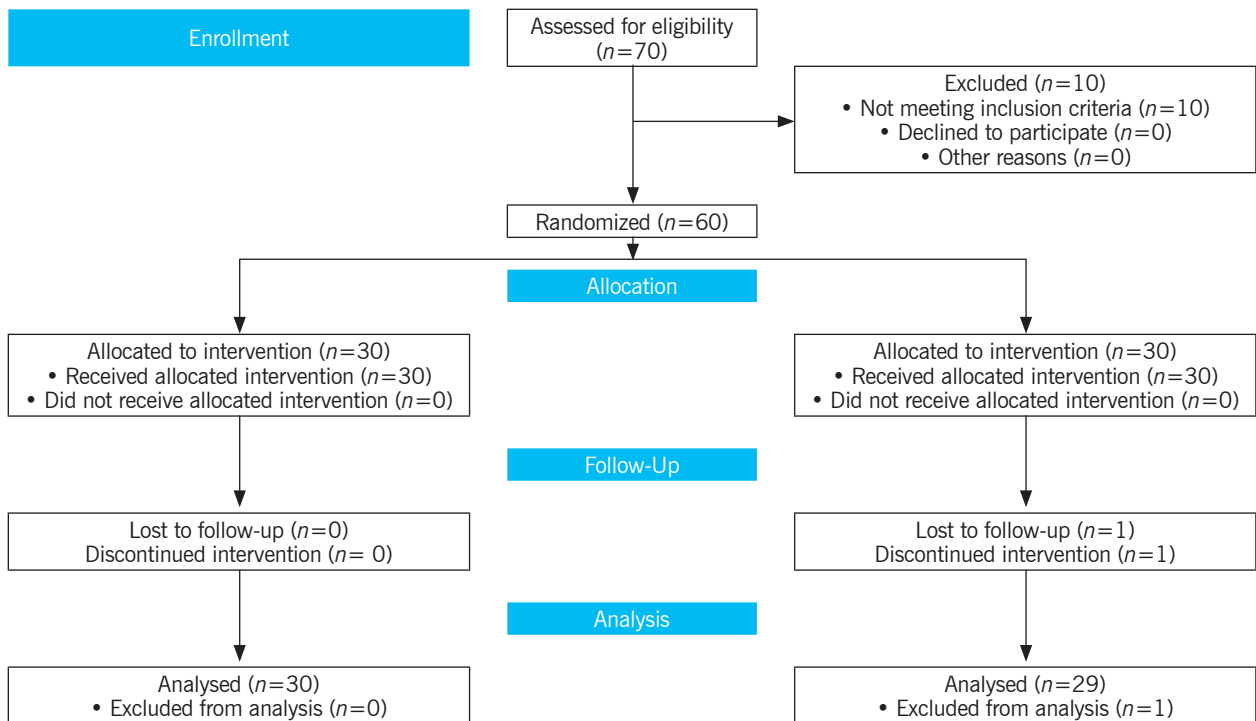 Enrollment
Assessed for eligibility
(n=70)
Excluded (n=10)
• Not meeting inclusion criteria (n=10)
• Declined to participate (n=0)
• Other reasons (n=0)
Randomized (n=60)
Allocation
Allocated to intervention (n=30)
• Received allocated intervention (n=30)
• Did not receive allocated intervention (n=0)
Allocated to intervention (n=30)
• Received allocated intervention (n=30)
• Did not receive allocated intervention (n=0)
Follow-Up
Lost to follow-up (n=0)
Discontinued intervention (n= 0)
Lost to follow-up (n=1)
Discontinued intervention (n=1)
Analysis
Analysed (n=30)
• Excluded from analysis (n=0)
Analysed (n=29)
• Excluded from analysis (n=1)